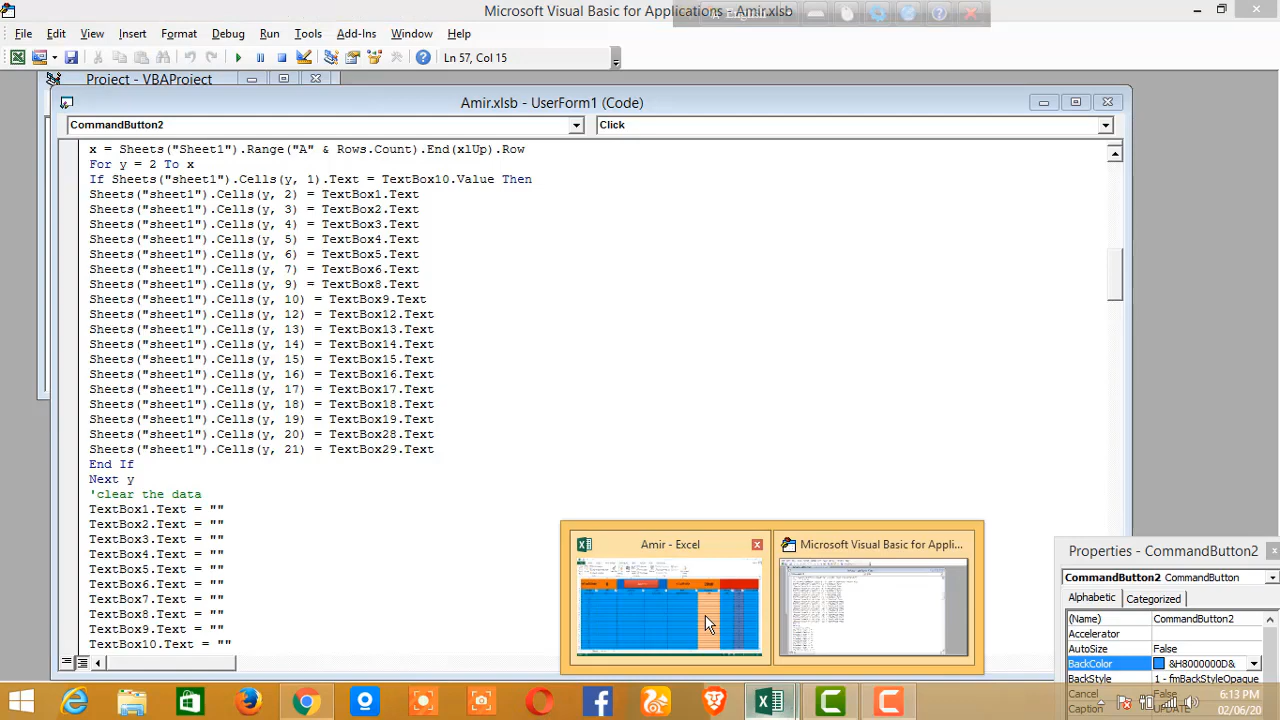 Microsoft Visual Basic for Applications - Amir.xlsb
File Edit View Insert Format Debug Run Tools Add-Ins Window Help
Ln 57, Col 15
Project - VBAProject
Amir.xlsb - UserForm1 (Code)
CommandButton2 Click
x = Sheets("Sheet1").Range("A" & Rows.Count).End(xlUp).Row
For y = 2 To x
If Sheets("sheet1").Cells(y, 1).Text = TextBox10.Value Then
Sheets("sheet1").Cells(y, 2) = TextBox1.Text
Sheets("sheet1").Cells(y, 3) = TextBox2.Text
Sheets("sheet1").Cells(y, 4) = TextBox3.Text
Sheets("sheet1").Cells(y, 5) = TextBox4.Text
Sheets("sheet1").Cells(y, 6) = TextBox5.Text
Sheets("sheet1").Cells(y, 7) = TextBox6.Text
Sheets("sheet1").Cells(y, 9) = TextBox8.Text
Sheets("sheet1").Cells(y, 10) = TextBox9.Text
Sheets("sheet1").Cells(y, 12) = TextBox12.Text
Sheets("sheet1").Cells(y, 13) = TextBox13.Text
Sheets("sheet1").Cells(y, 14) = TextBox14.Text
Sheets("sheet1").Cells(y, 15) = TextBox15.Text
Sheets("sheet1").Cells(y, 16) = TextBox16.Text
Sheets("sheet1").Cells(y, 17) = TextBox17.Text
Sheets("sheet1").Cells(y, 18) = TextBox18.Text
Sheets("sheet1").Cells(y, 19) = TextBox19.Text
Sheets("sheet1").Cells(y, 20) = TextBox28.Text
Sheets("sheet1").Cells(y, 21) = TextBox29.Text
End If
Next y
'clear the data
TextBox1.Text = ""
TextBox2.Text = ""
TextBox3.Text = ""
TextBox4.Text = ""
TextBox5.Text = ""
TextBox6.Text = ""
TextBox7.Text = ""
TextBox8.Text = ""
TextBox9.Text = ""
TextBox10.Text = ""
Amir - Excel
Microsoft Visual Basic for Appli...
Properties - CommandButton2
CommandButton2 CommandButton
Alphabetic Categorized
(Name) CommandButton2
Accelerator
AutoSize False
BackColor &H8000000D&
BackStyle 1 - fmBackStyleOpaque
Cancel False
Caption UPDATE
6:13 PM
02/06/20